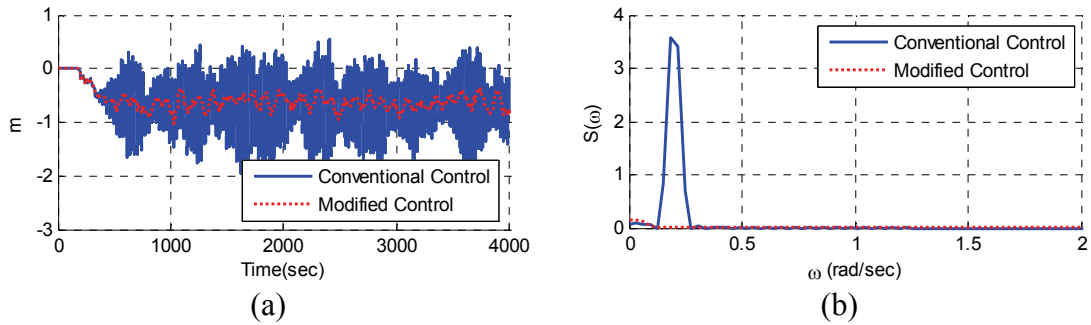 1
0
-1
-2
-3
m
0
1000
2000
3000
4000
Time(sec)
Conventional Control
Modified Control
(a)
4
3
2
1
0
S(ω)
0
0.5
1
1.5
2
ω (rad/sec)
Conventional Control
Modified Control
(b)